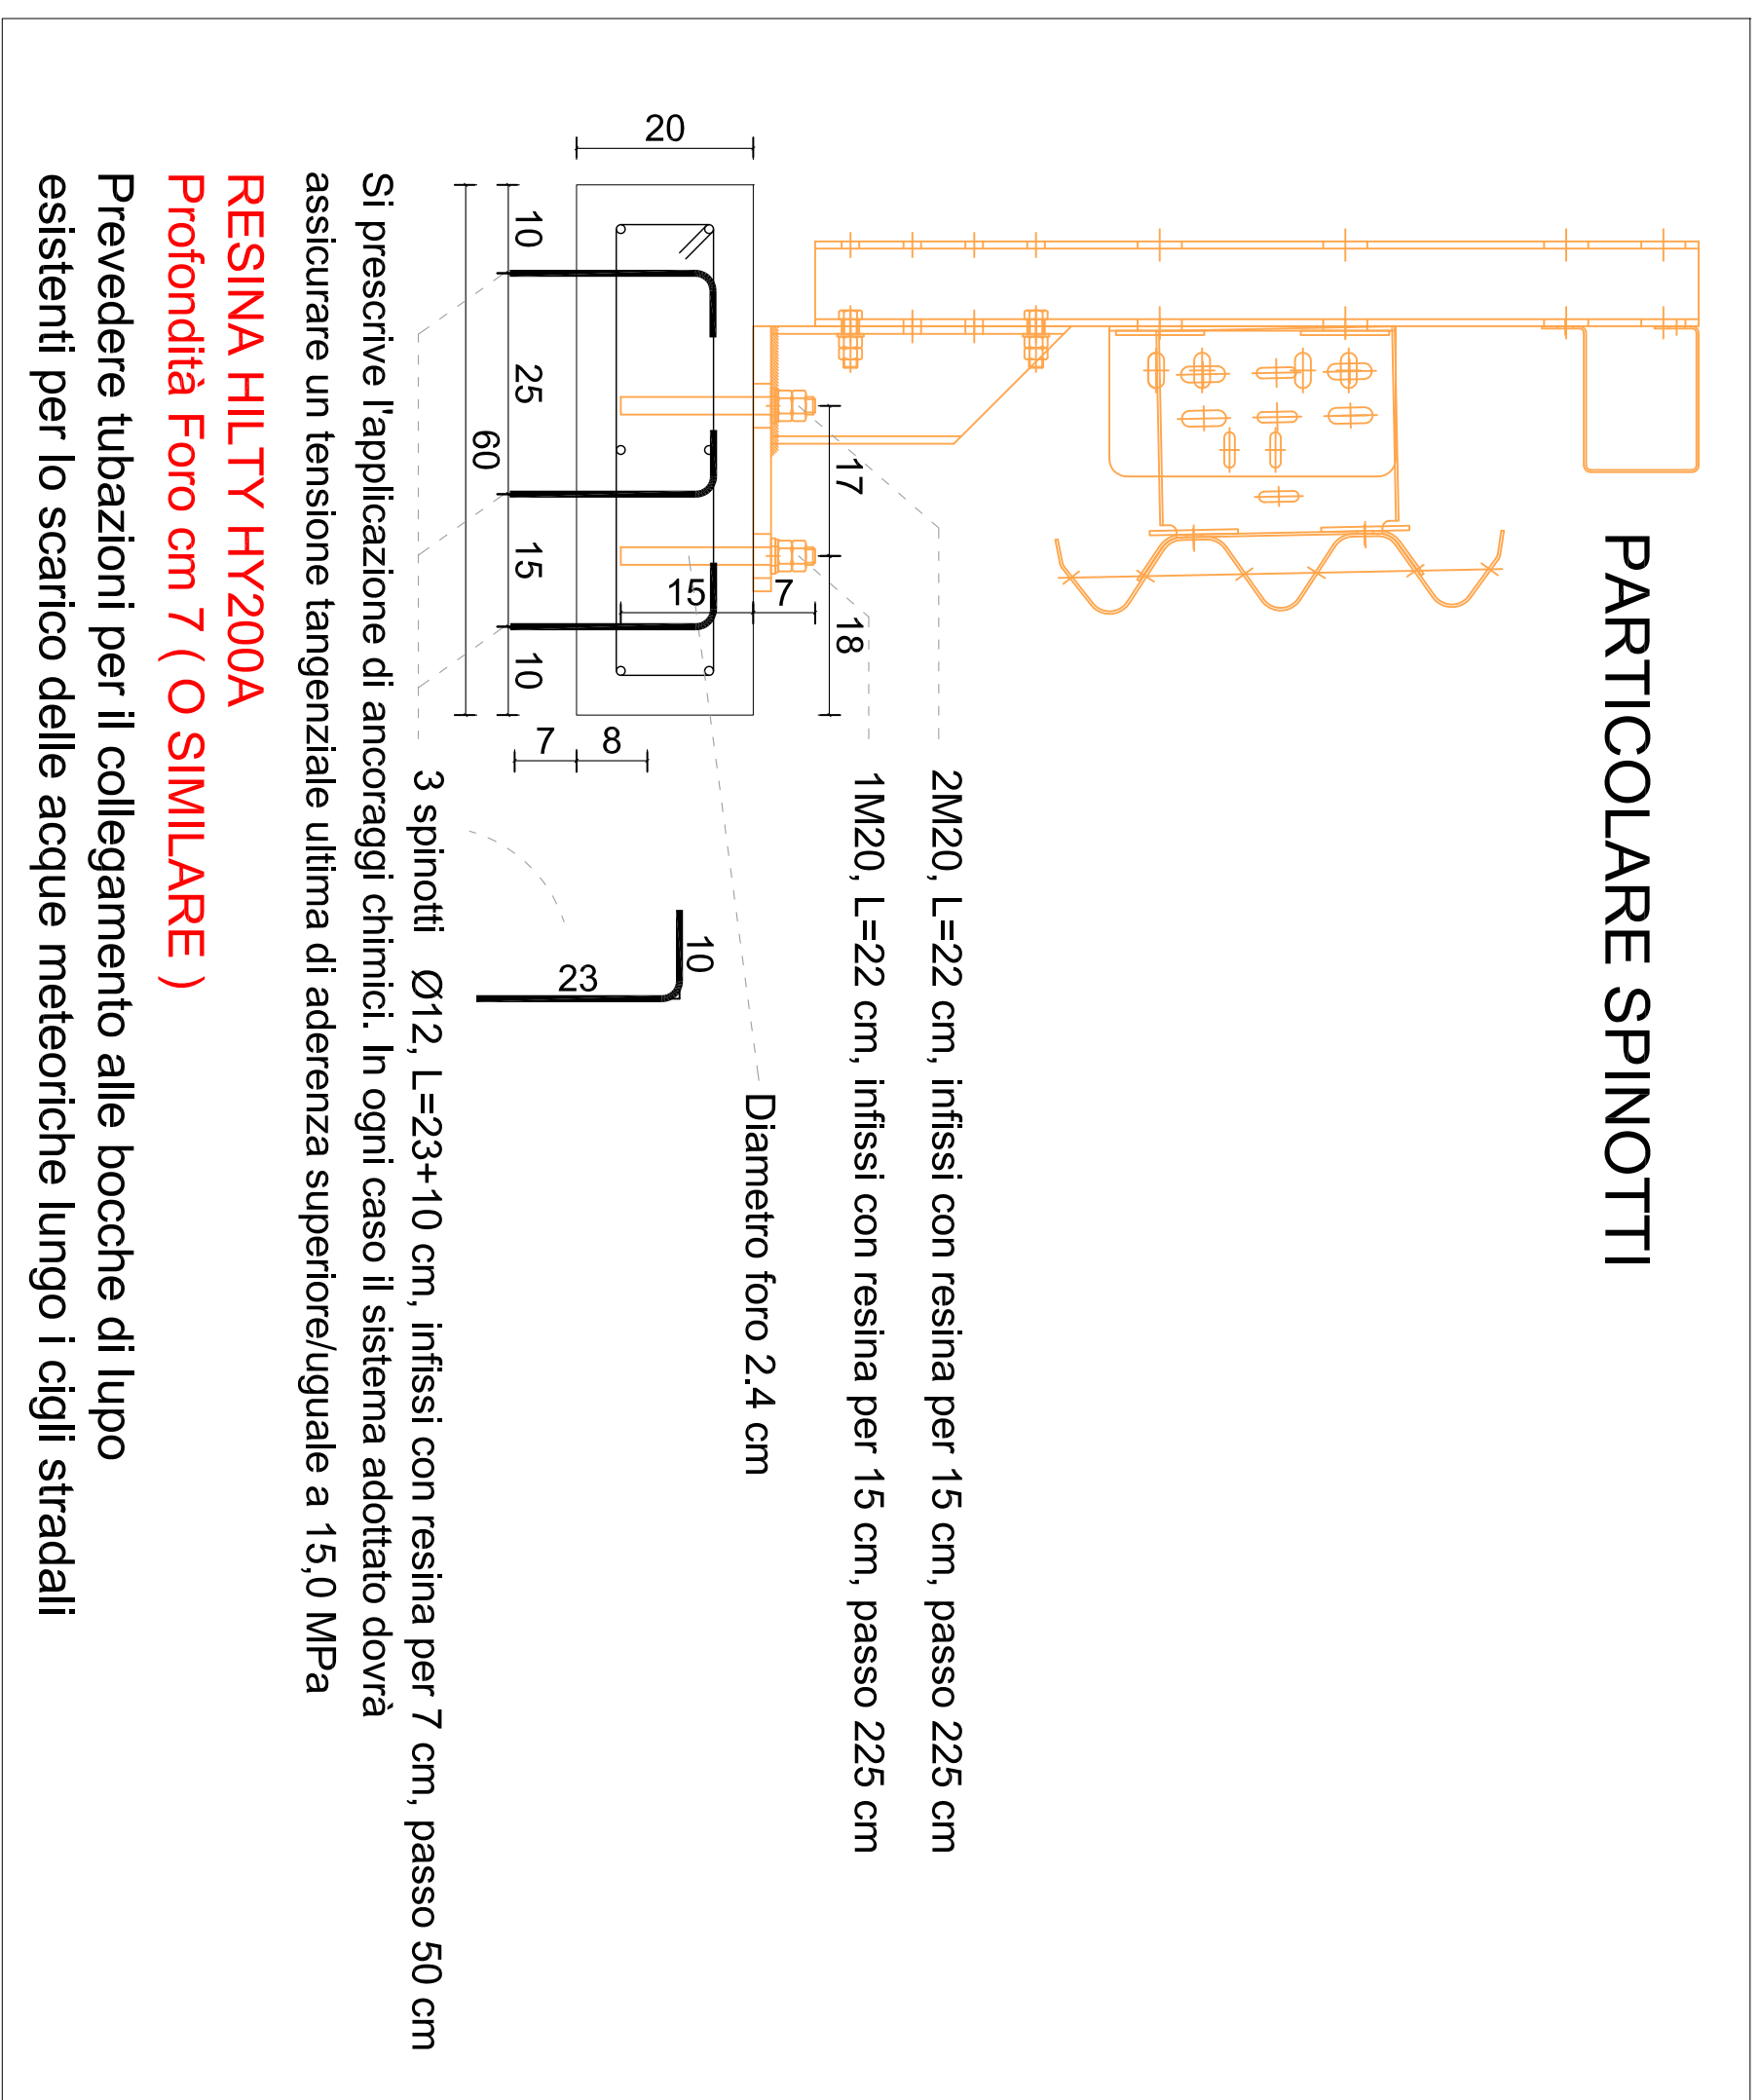 PARTICOLARE SPINOTTI
2M20, L=22 cm, infissi con resina per 15 cm, passo 225 cm
1M20, L=22 cm, infissi con resina per 15 cm, passo 225 cm
17
18
Diametro foro 2.4 cm
20
15
7
10
25
15
10
60
7
8
10
23
3 spinotti Ø12, L=23+10 cm, infissi con resina per 7 cm, passo 50 cm
Si prescrive l'applicazione di ancoraggi chimici. In ogni caso il sistema adottato dovrà
assicurare un tensione tangenziale ultima di aderenza superiore/uguale a 15,0 MPa
RESINA HILTY HY200A
Profondità Foro cm 7 ( O SIMILARE )
Prevedere tubazioni per il collegamento alle bocche di lupo
esistenti per lo scarico delle acque meteoriche lungo i cigli stradali